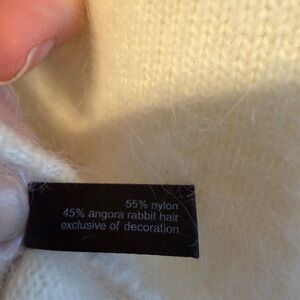 55% nylon
45% angora rabbit hair
exclusive of decoration